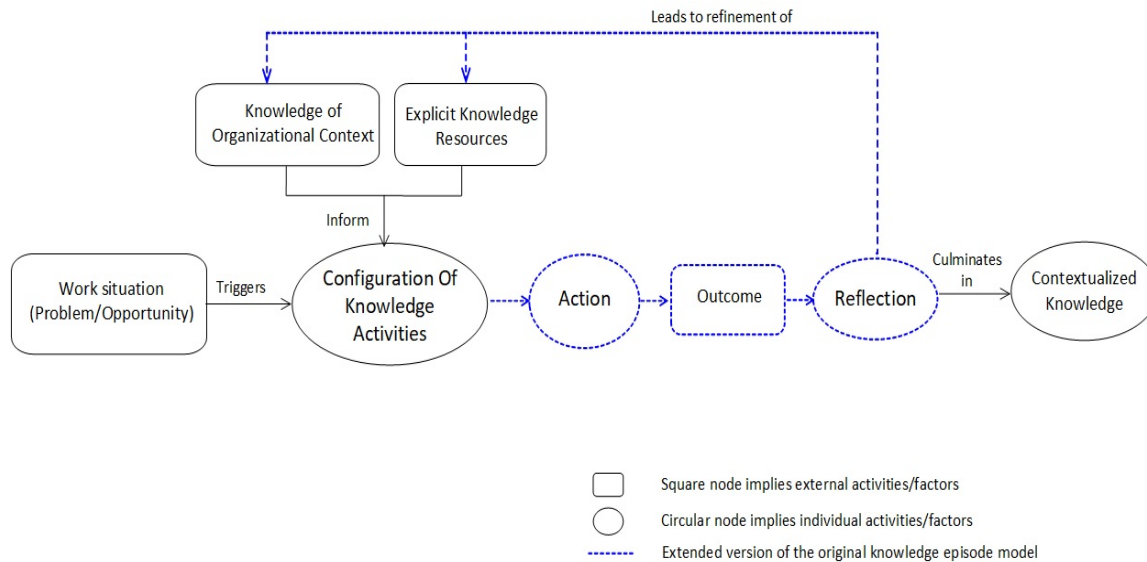 Leads to refinement of
Knowledge of
Organizational Context
Explicit Knowledge
Resources
Inform
Work situation
(Problem/Opportunity)
Triggers
Configuration Of
Knowledge
Activities
Action
Outcome
Reflection
Culminates
in
Contextualized
Knowledge
Square node implies external activities/factors
Circular node implies individual activities/factors
Extended version of the original knowledge episode model